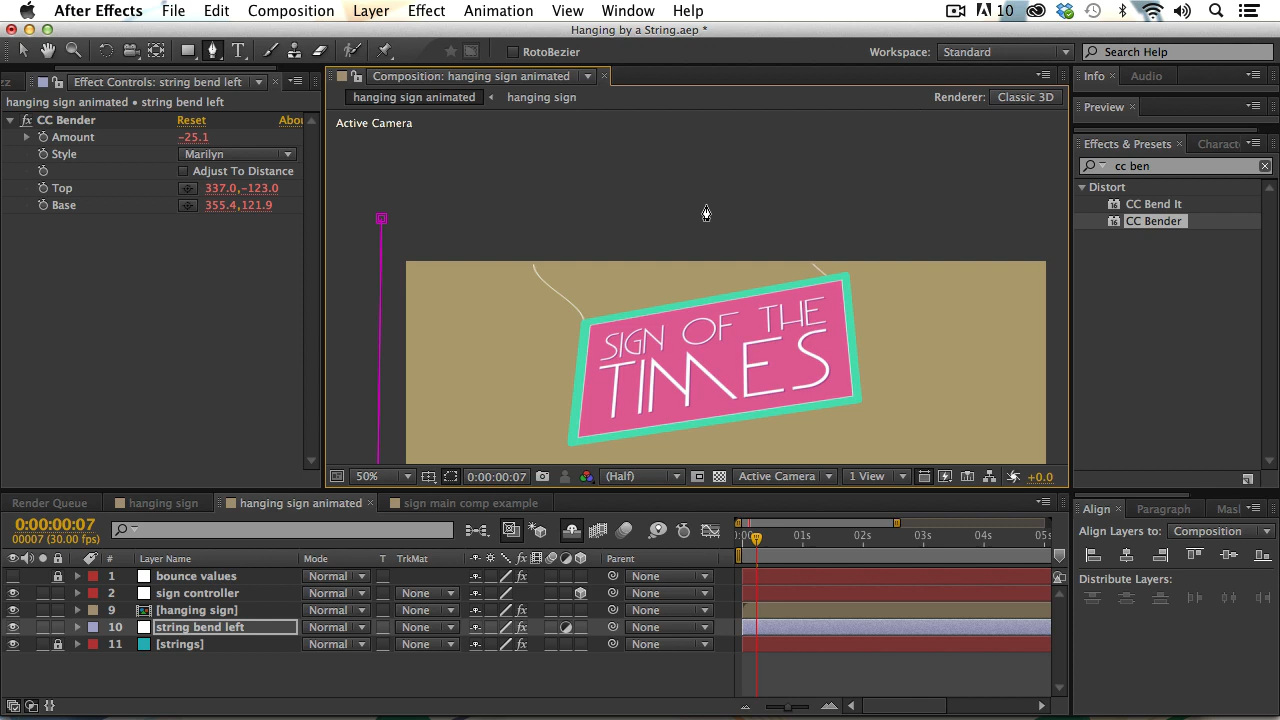 After Effects File Edit Composition Layer Effect Animation View Window Help 10
Hanging by a String.aep *
RotoBezier Workspace: Standard Search Help
Effect Controls: string bend left
Composition: hanging sign animated
Info Audio
hanging sign animated • string bend left
hanging sign animated hanging sign Renderer: Classic 3D
Preview
fx CC Bender Reset
Active Camera
Amount -25.1
Style Marilyn
Adjust To Distance
Top 337.0,-123.0
Base 355.4,121.9
Effects & Presets
cc ben
Distort
CC Bend It
CC Bender
SIGN OF THE
TIMES
50% 0:00:00:07 (Half) Active Camera 1 View +0.0
Render Queue hanging sign hanging sign animated sign main comp example
Align Paragraph
0:00:00:07
00007 (30.00 fps)
01s 02s 03s 04s 05s
Align Layers to: Composition
# Layer Name Mode T TrkMat Parent
1 bounce values Normal fx None
2 sign controller Normal None None
9 [hanging sign] Normal None fx None
10 string bend left Normal None fx None
11 [strings] Normal None fx None
Distribute Layers: